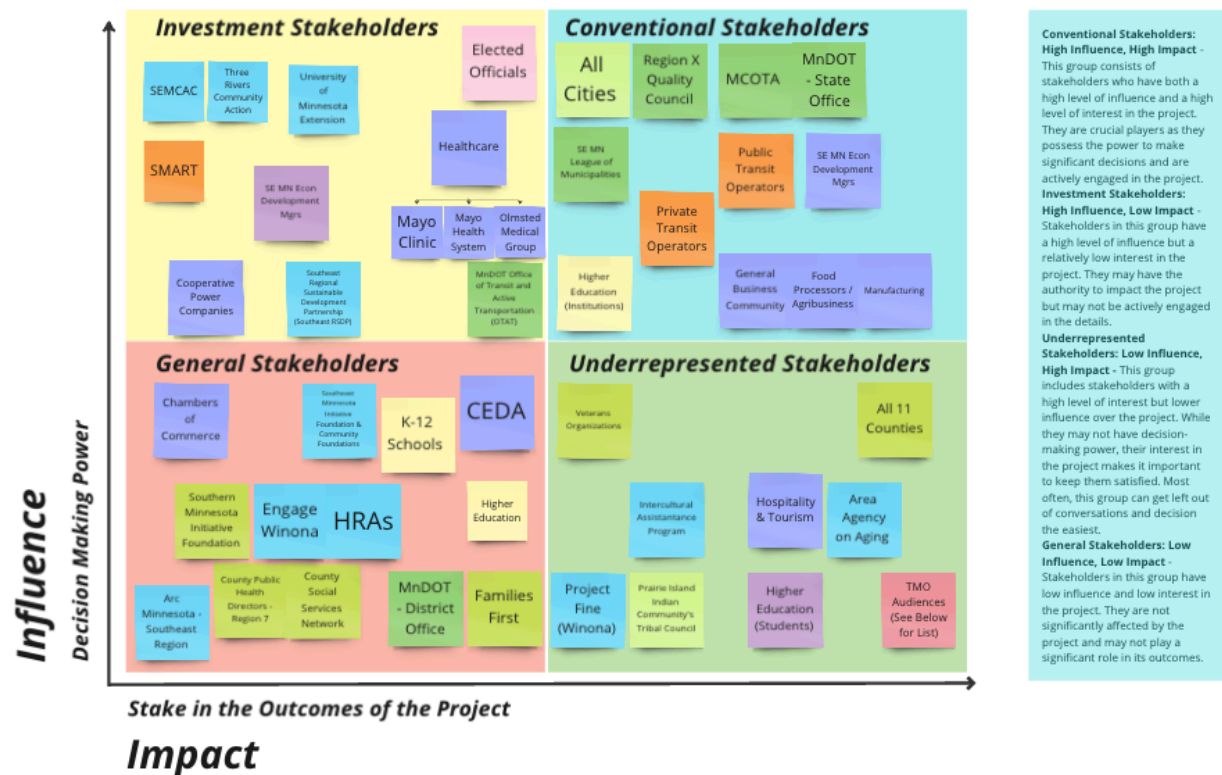 Investment Stakeholders
SEMCAC
Three
Rivers
Community
Action
University
of
Minnesota
Extension
Elected
Officials
SMART
SE MN Econ
Development
Mgrs
Healthcare
Mayo
Clinic
Mayo
Health
System
Olmsted
Medical
Group
Cooperative
Power
Companies
Southeast
Regional
Sustainable
Development
Partnership
(Southeast RSDP)
MnDOT Office
of Transit and
Active
Transportation
(OTAT)
Conventional Stakeholders
All
Cities
Region X
Quality
Council
MCOTA
MnDOT
- State
Office
SE MN
League of
Municipalities
Public
Transit
Operators
SE MN Econ
Development
Mgrs
Private
Transit
Operators
Higher
Education
(Institutions)
General
Business
Community
Food
Processors /
Agribusiness
Manufacturing
General Stakeholders
Chambers
of
Commerce
Southeast
Minnesota
Initiative
Foundation &
Community
Foundations
K-12
Schools
CEDA
Southern
Minnesota
Initiative
Foundation
Engage
Winona
HRAs
Higher
Education
Arc
Minnesota -
Southeast
Region
County Public
Health
Directors -
Region 7
County
Social
Services
Network
MnDOT
- District
Office
Families
First
Underrepresented Stakeholders
Veterans
Organizations
All 11
Counties
Intercultural
Assistantance
Program
Hospitality
& Tourism
Area
Agency
on Aging
Project
Fine
(Winona)
Prairie Island
Indian
Community's
Tribal Council
Higher
Education
(Students)
TMO
Audiences
(See Below
for List)
Influence
Decision Making Power
Stake in the Outcomes of the Project
Impact
Conventional Stakeholders:
High Influence, High Impact -
This group consists of
stakeholders who have both a
high level of influence and a high
level of interest in the project.
They are crucial players as they
possess the power to make
significant decisions and are
actively engaged in the project.
Investment Stakeholders:
High Influence, Low Impact -
Stakeholders in this group have
a high level of influence but a
relatively low interest in the
project. They may have the
authority to impact the project
but may not be actively engaged
in the details.
Underrepresented
Stakeholders: Low Influence,
High Impact - This group
includes stakeholders with a
high level of interest but lower
influence over the project. While
they may not have decision-
making power, their interest in
the project makes it important
to keep them satisfied. Most
often, this group can get left out
of conversations and decision
the easiest.
General Stakeholders: Low
Influence, Low Impact -
Stakeholders in this group have
low influence and low interest in
the project. They are not
significantly affected by the
project and may not play a
significant role in its outcomes.